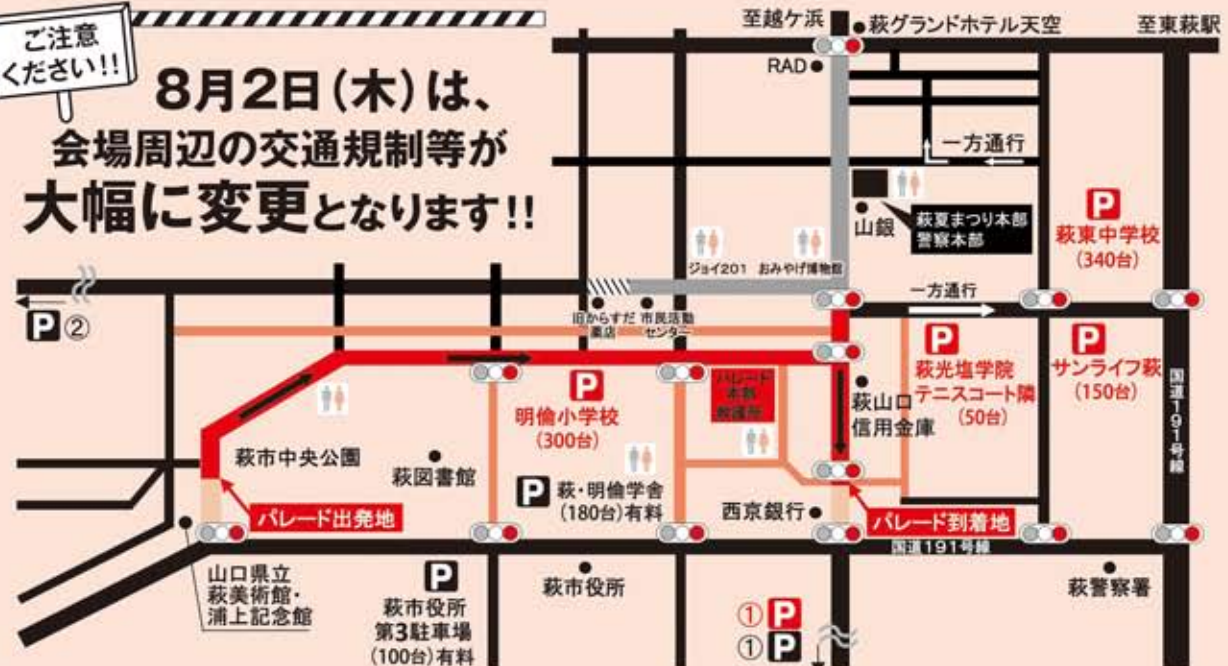 ご注意
ください!!
8月2日(木)は、
会場周辺の交通規制等が
大幅に変更となります!!
至越ケ浜
萩グランドホテル天空
至東萩駅
RAD
一方通行
山銀
萩夏まつり本部
警察本部
P
萩東中学校
(340台)
ジョイ201
おみやげ博物館
P②
旧からすだ
薬店
市民活動
センター
一方通行
P
明倫小学校
(300台)
パレード
本部
救護所
萩山口
信用金庫
P
萩光塩学院
テニスコート隣
(50台)
P
サンライフ萩
(150台)
国道191号線
萩市中央公園
萩図書館
P
萩・明倫学舎
(180台)有料
西京銀行
パレード出発地
パレード到着地
国道191号線
山口県立
萩美術館・
浦上記念館
P
萩市役所
第3駐車場
(100台)有料
萩市役所
①P
①P
萩警察署